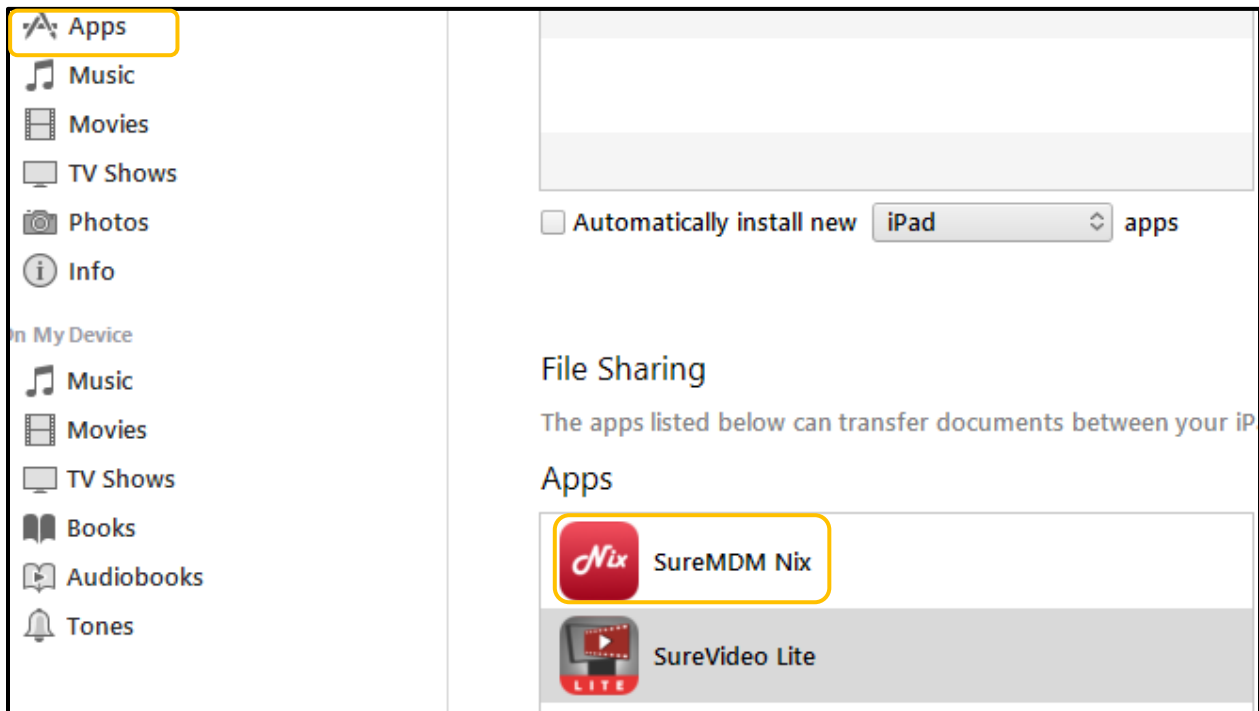 Apps
Music
Movies
TV Shows
Photos
Info
On My Device
Music
Movies
TV Shows
Books
Audiobooks
Tones
Automatically install new iPad apps
File Sharing
The apps listed below can transfer documents between your iP
Apps
Nix SureMDM Nix
SureVideo Lite
LITE